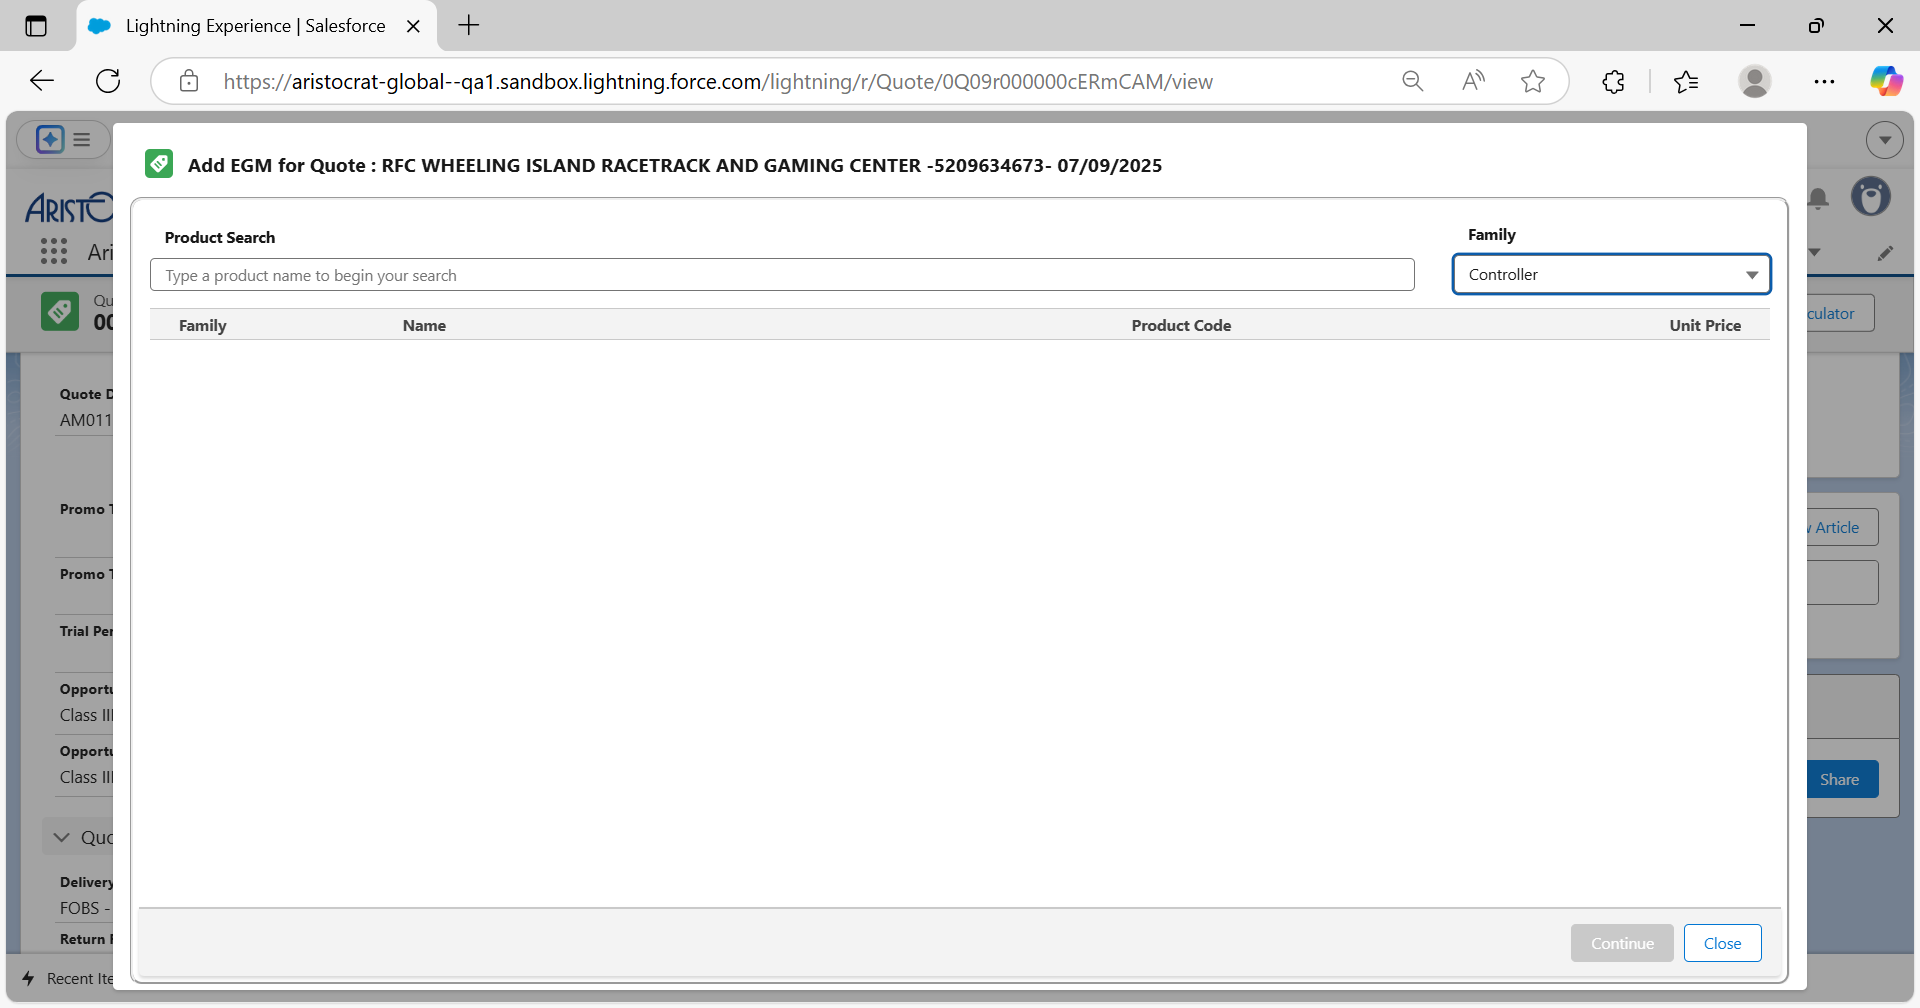 Lightning Experience | Salesforce
https://aristocrat-global--qa1.sandbox.lightning.force.com/lightning/r/Quote/0Q09r000000cERmCAM/view
Add EGM for Quote : RFC WHEELING ISLAND RACETRACK AND GAMING CENTER -5209634673- 07/09/2025
ARISTO
Ari
Product Search
Family
Type a product name to begin your search
Controller
Qu
00
culator
Family Name Product Code Unit Price
Quote D
AM011
Promo T
w Article
Promo T
Trial Per
Opportu
Class III
Opportu
Class III
Share
Quo
Delivery
FOBS -
Return F
Continue
Close
Recent Ite